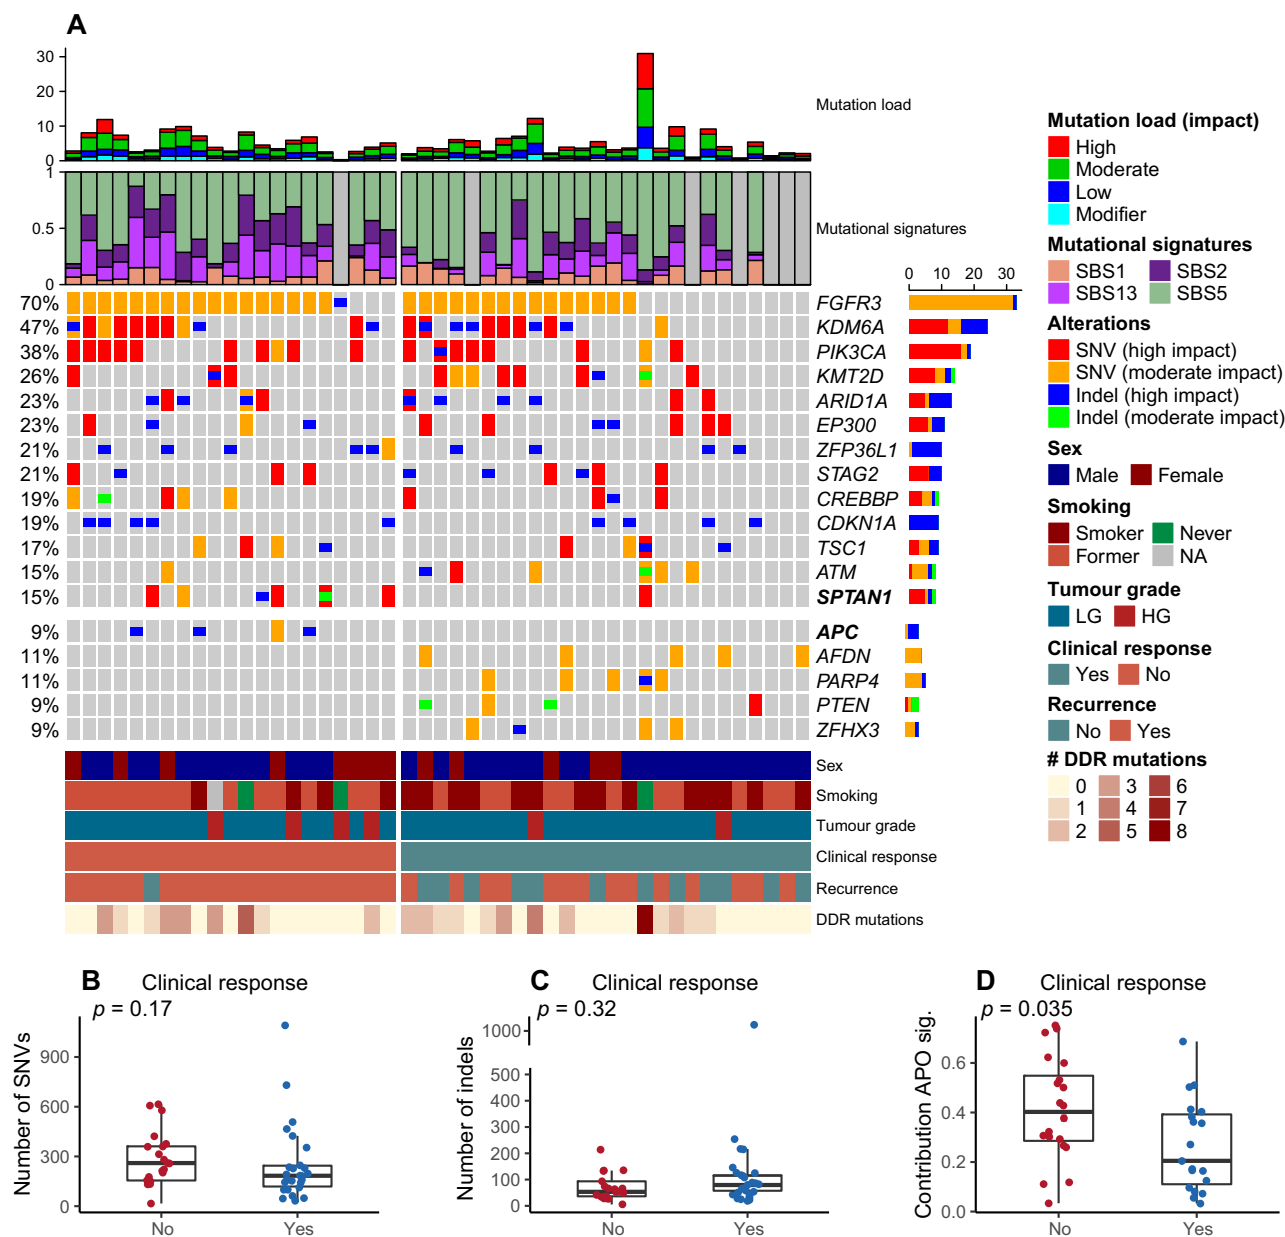 A
30
20
10
0
Mutation load
1
0.5
0
Mutational signatures
0 10 20 30
70% FGFR3
47% KDM6A
38% PIK3CA
26% KMT2D
23% ARID1A
23% EP300
21% ZFP36L1
21% STAG2
19% CREBBP
19% CDKN1A
17% TSC1
15% ATM
15% SPTAN1
9% APC
11% AFDN
11% PARP4
9% PTEN
9% ZFHX3
Sex
Smoking
Tumour grade
Clinical response
Recurrence
DDR mutations
Mutation load (impact)
High
Moderate
Low
Modifier
Mutational signatures
SBS1 SBS2
SBS13 SBS5
Alterations
SNV (high impact)
SNV (moderate impact)
Indel (high impact)
Indel (moderate impact)
Sex
Male Female
Smoking
Smoker Never
Former NA
Tumour grade
LG HG
Clinical response
Yes No
Recurrence
No Yes
# DDR mutations
0 3 6
1 4 7
2 5 8
B Clinical response
p = 0.17
Number of SNVs
900
600
300
0
No Yes
C Clinical response
p = 0.32
Number of indels
1000
500
400
300
200
100
0
No Yes
D Clinical response
p = 0.035
Contribution APO sig.
0.6
0.4
0.2
0.0
No Yes